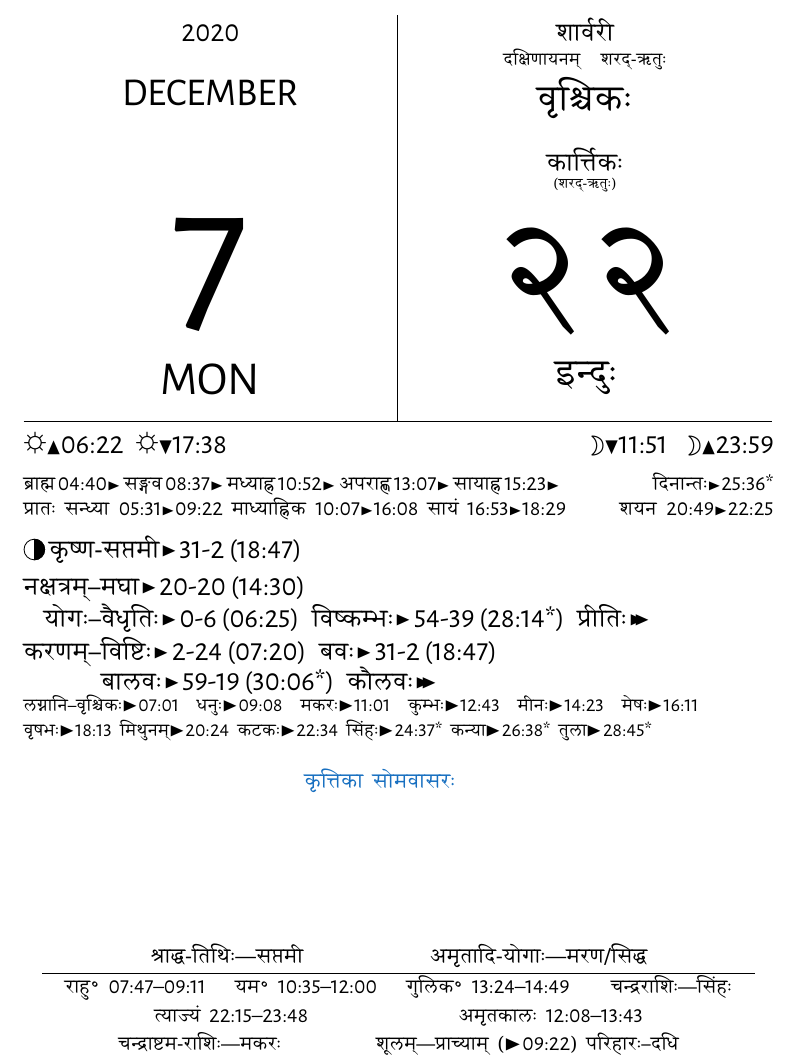 2020
DECEMBER
7
MON
शार्वरी
दक्षिणायनम् शरद्-ऋतुः
वृश्चिकः
कार्त्तिकः
(शरद्-ऋतुः)
२२
इन्दुः
▲06:22 ▼17:38 ▼11:51 ▲23:59
ब्राह्म 04:40► सङ्गव 08:37► मध्याह्न 10:52► अपराह्ण 13:07► सायाह्न 15:23► दिनान्तः►25:36*
प्रातः सन्ध्या 05:31►09:22 माध्याह्निक 10:07►16:08 सायं 16:53►18:29 शयन 20:49►22:25
कृष्ण-सप्तमी►31-2 (18:47)
नक्षत्रम्–मघा►20-20 (14:30)
योगः–वैधृतिः►0-6 (06:25) विष्कम्भः►54-39 (28:14*) प्रीतिः►►
करणम्–विष्टिः►2-24 (07:20) बवः►31-2 (18:47)
बालवः►59-19 (30:06*) कौलवः►►
लग्नानि–वृश्चिकः►07:01 धनुः►09:08 मकरः►11:01 कुम्भः►12:43 मीनः►14:23 मेषः►16:11
वृषभः►18:13 मिथुनम्►20:24 कटकः►22:34 सिंहः►24:37* कन्या►26:38* तुला►28:45*
कृत्तिका सोमवासरः
श्राद्ध-तिथिः—सप्तमी अमृतादि-योगाः—मरण/सिद्ध
राहु॰ 07:47–09:11 यम॰ 10:35–12:00 गुलिक॰ 13:24–14:49 चन्द्रराशिः—सिंहः
त्याज्यं 22:15–23:48 अमृतकालः 12:08–13:43
चन्द्राष्टम-राशिः—मकरः शूलम्—प्राच्याम् (►09:22) परिहारः–दधि